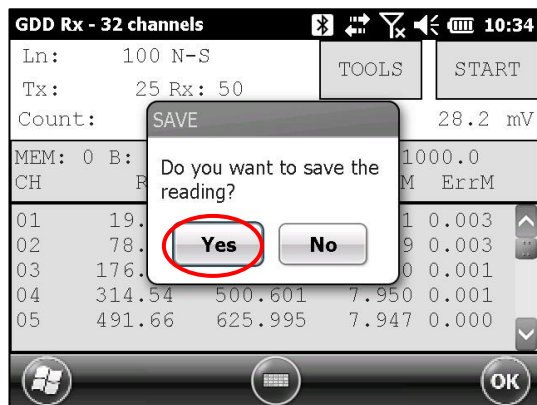 GDD Rx - 32 channels 10:34
Ln: 100 N-S
TOOLS START
Tx: 25 Rx: 50
Count: 28.2 mV
SAVE
Do you want to save the
reading?
Yes No
MEM: 0 B: 1000.0
CH R M ErrM
01 19. 1 0.003
02 78. 9 0.003
03 176. 0 0.001
04 314.54 500.601 7.950 0.001
05 491.66 625.995 7.947 0.000
OK